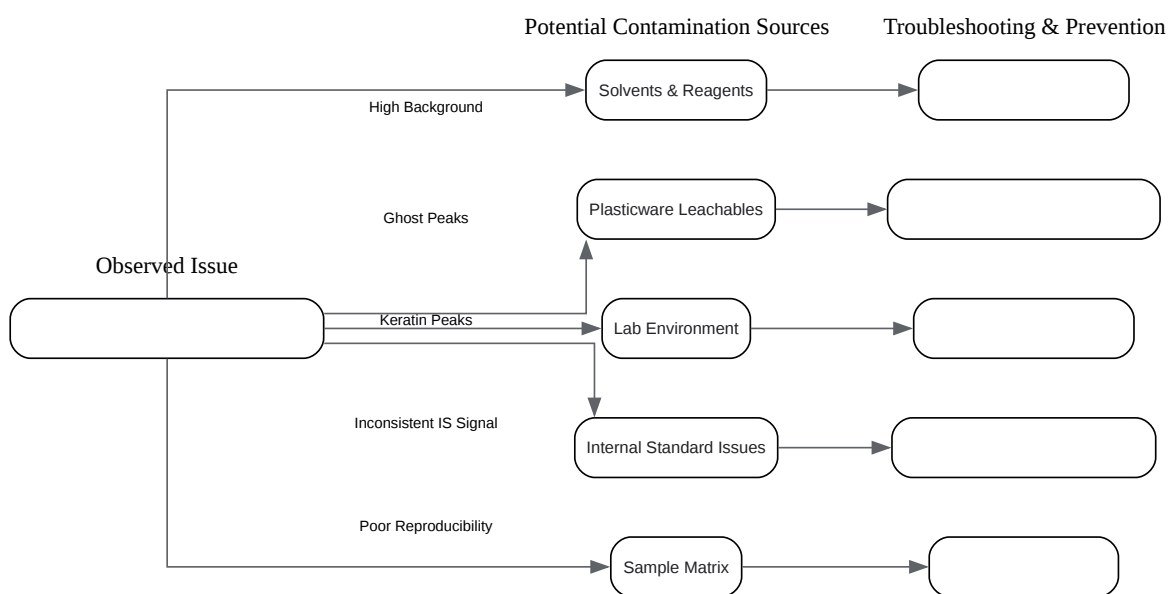 Potential Contamination Sources
Troubleshooting & Prevention
Solvents & Reagents
High Background
Plasticware Leachables
Ghost Peaks
Observed Issue
Keratin Peaks
Lab Environment
Inconsistent IS Signal
Internal Standard Issues
Poor Reproducibility
Sample Matrix